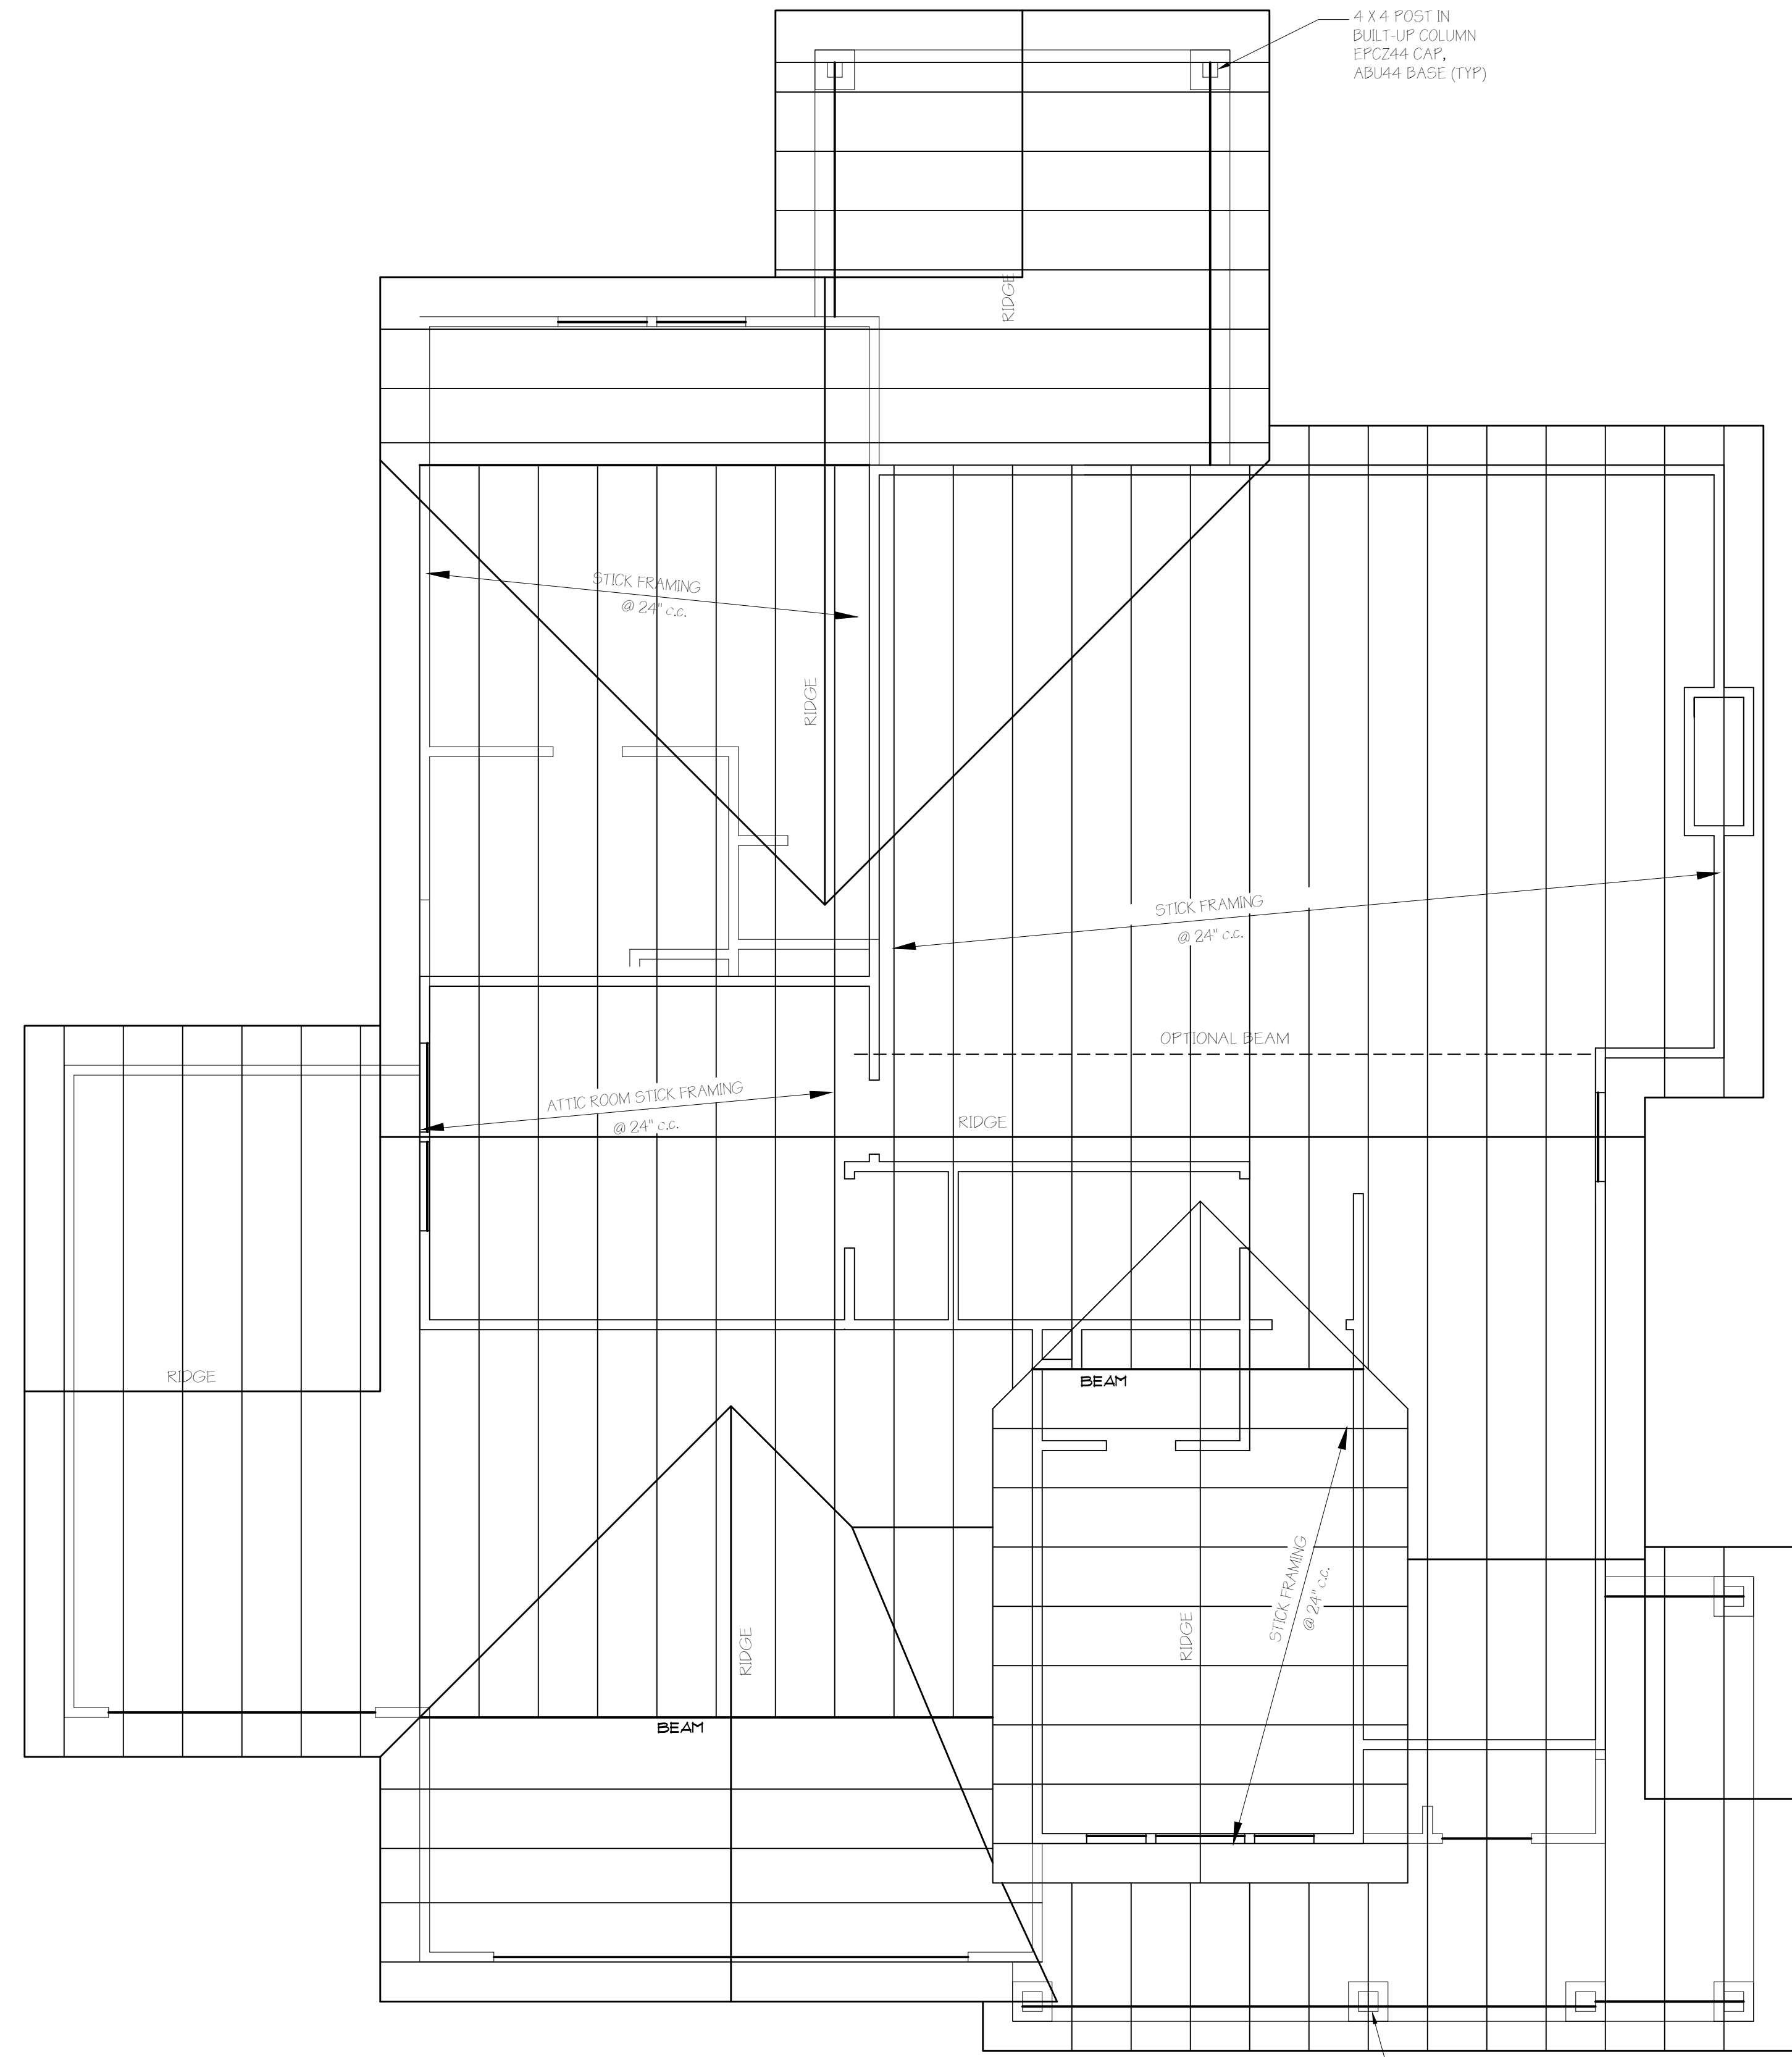 4 X 4 POST IN
BUILT-UP COLUMN
EPCZ44 CAP,
ABU44 BASE (TYP)
RIDGE
STICK FRAMING
@ 24" c.c.
RIDGE
STICK FRAMING
@ 24" c.c.
OPTIONAL BEAM
ATTIC ROOM STICK FRAMING
@ 24" c.c.
RIDGE
RIDGE
BEAM
STICK FRAMING
@ 24" c.c.
RIDGE
RIDGE
BEAM